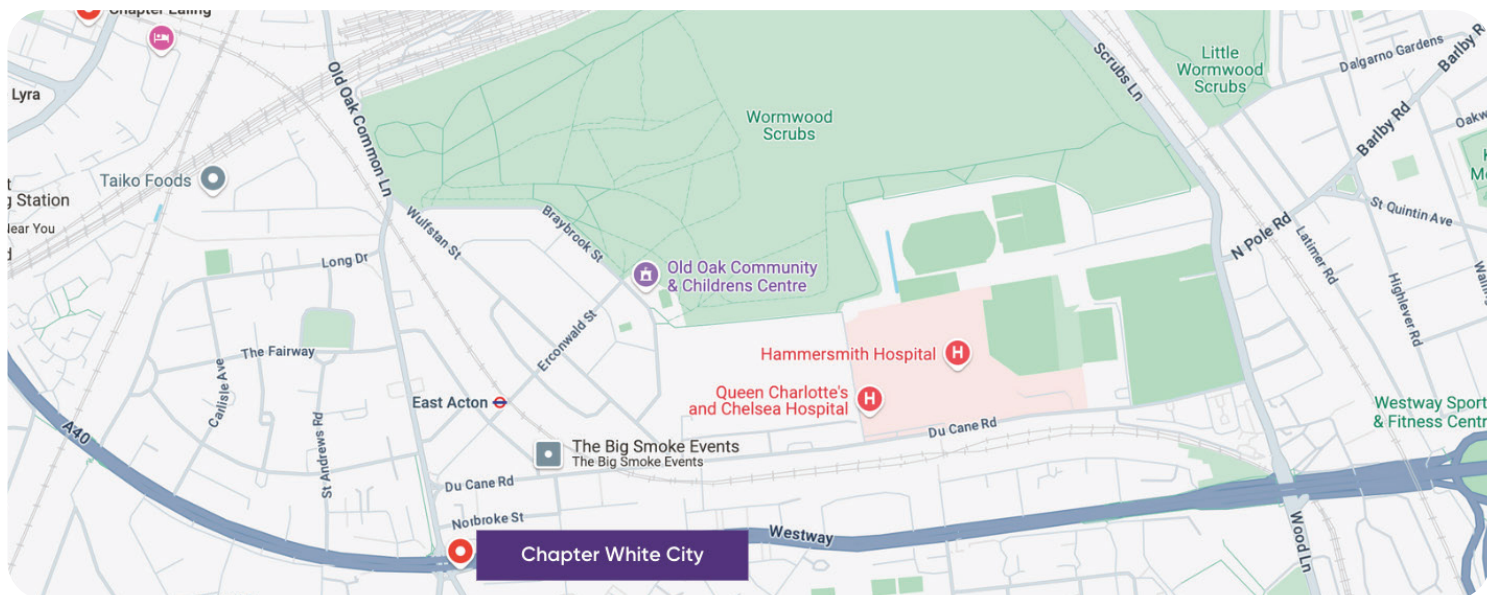 Chapter Ealing
Lyra
Old Oak Common Ln
Scrubs Ln
Little
Wormwood
Scrubs
Dalgarno Gardens
Barlby R
Barlby Rd
Oakw
Wormwood
Scrubs
Taiko Foods
t
g Station
Near You
d
K
M
St Quintin Ave
Wulfstan St
Braybrook St
N Pole Rd
Latimer Rd
Highlever Rd
Walling
Long Dr
Old Oak Community
& Childrens Centre
Erconwald St
The Fairway
Carlisle Ave
Hammersmith Hospital
H
Queen Charlotte's
and Chelsea Hospital
H
East Acton
St Andrews Rd
A40
Westway Sport
& Fitness Centr
Du Cane Rd
The Big Smoke Events
The Big Smoke Events
Du Cane Rd
Norbroke St
Westway
Wood Ln
Chapter White City